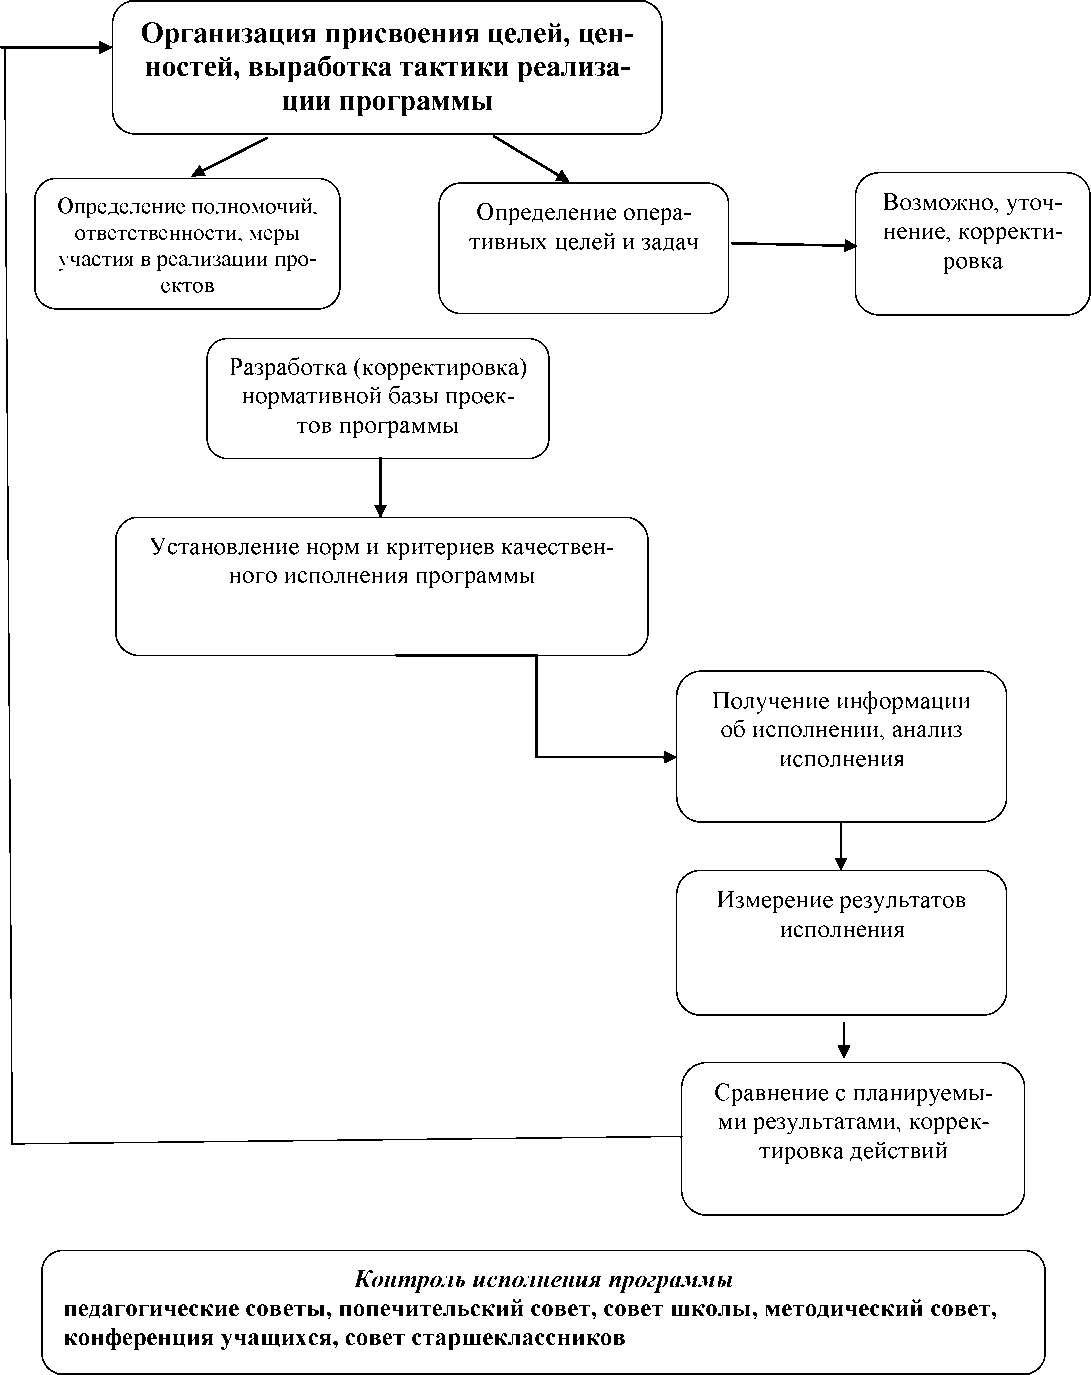 Организация присвоения целей, цен-
ностей, выработка тактики реализа-
ции программы
Определение полномочий,
ответственности, меры
участия в реализации про-
ектов
Определение опера-
тивных целей и задач
Возможно, уточ-
нение, корректи-
ровка
Разработка (корректировка)
нормативной базы проек-
тов программы
Установление норм и критериев качествен-
ного исполнения программы
Получение информации
об исполнении, анализ
исполнения
Измерение результатов
исполнения
Сравнение с планируемы-
ми результатами, коррек-
тировка действий
Контроль исполнения программы
педагогические советы, попечительский совет, совет школы, методический совет,
конференция учащихся, совет старшеклассников